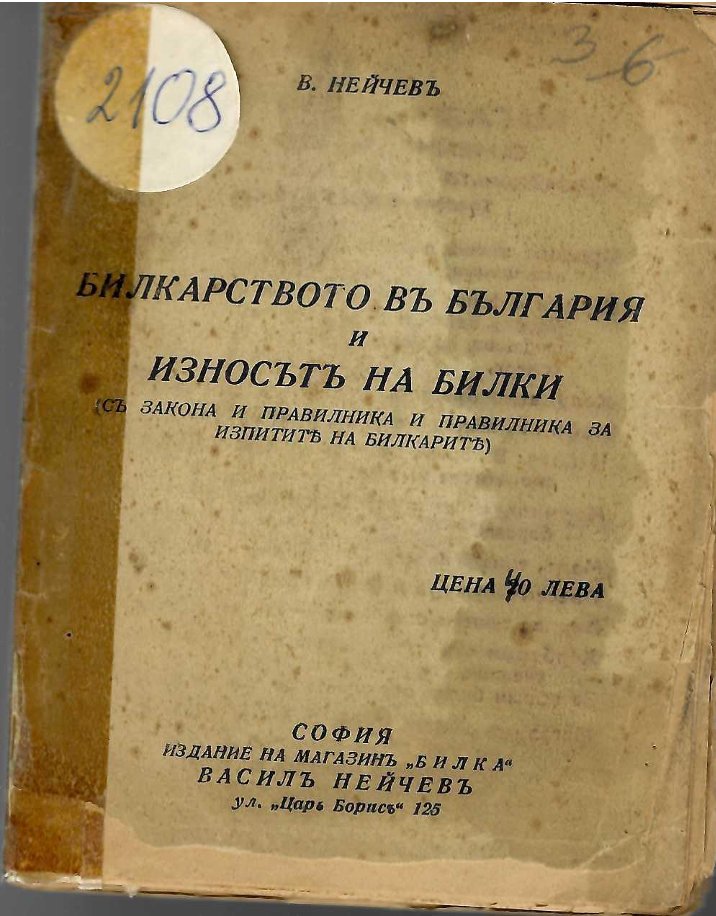 2108
36
В. НЕЙЧЕВЪ
БИЛКАРСТВОТО ВЪ БЪЛГАРИЯ
И
ИЗНОСЪТЪ НА БИЛКИ
(СЪ ЗАКОНА И ПРАВИЛНИКА И ПРАВИЛНИКА ЗА
ИЗПИТИТѢ НА БИЛКАРИТѢ)
ЦЕНА 40 ЛЕВА
СОФИЯ
ИЗДАНИЕ НА МАГАЗИНЪ „БИЛКА“
ВАСИЛЪ НЕЙЧЕВЪ
ул. „Царь Борисъ“ 125